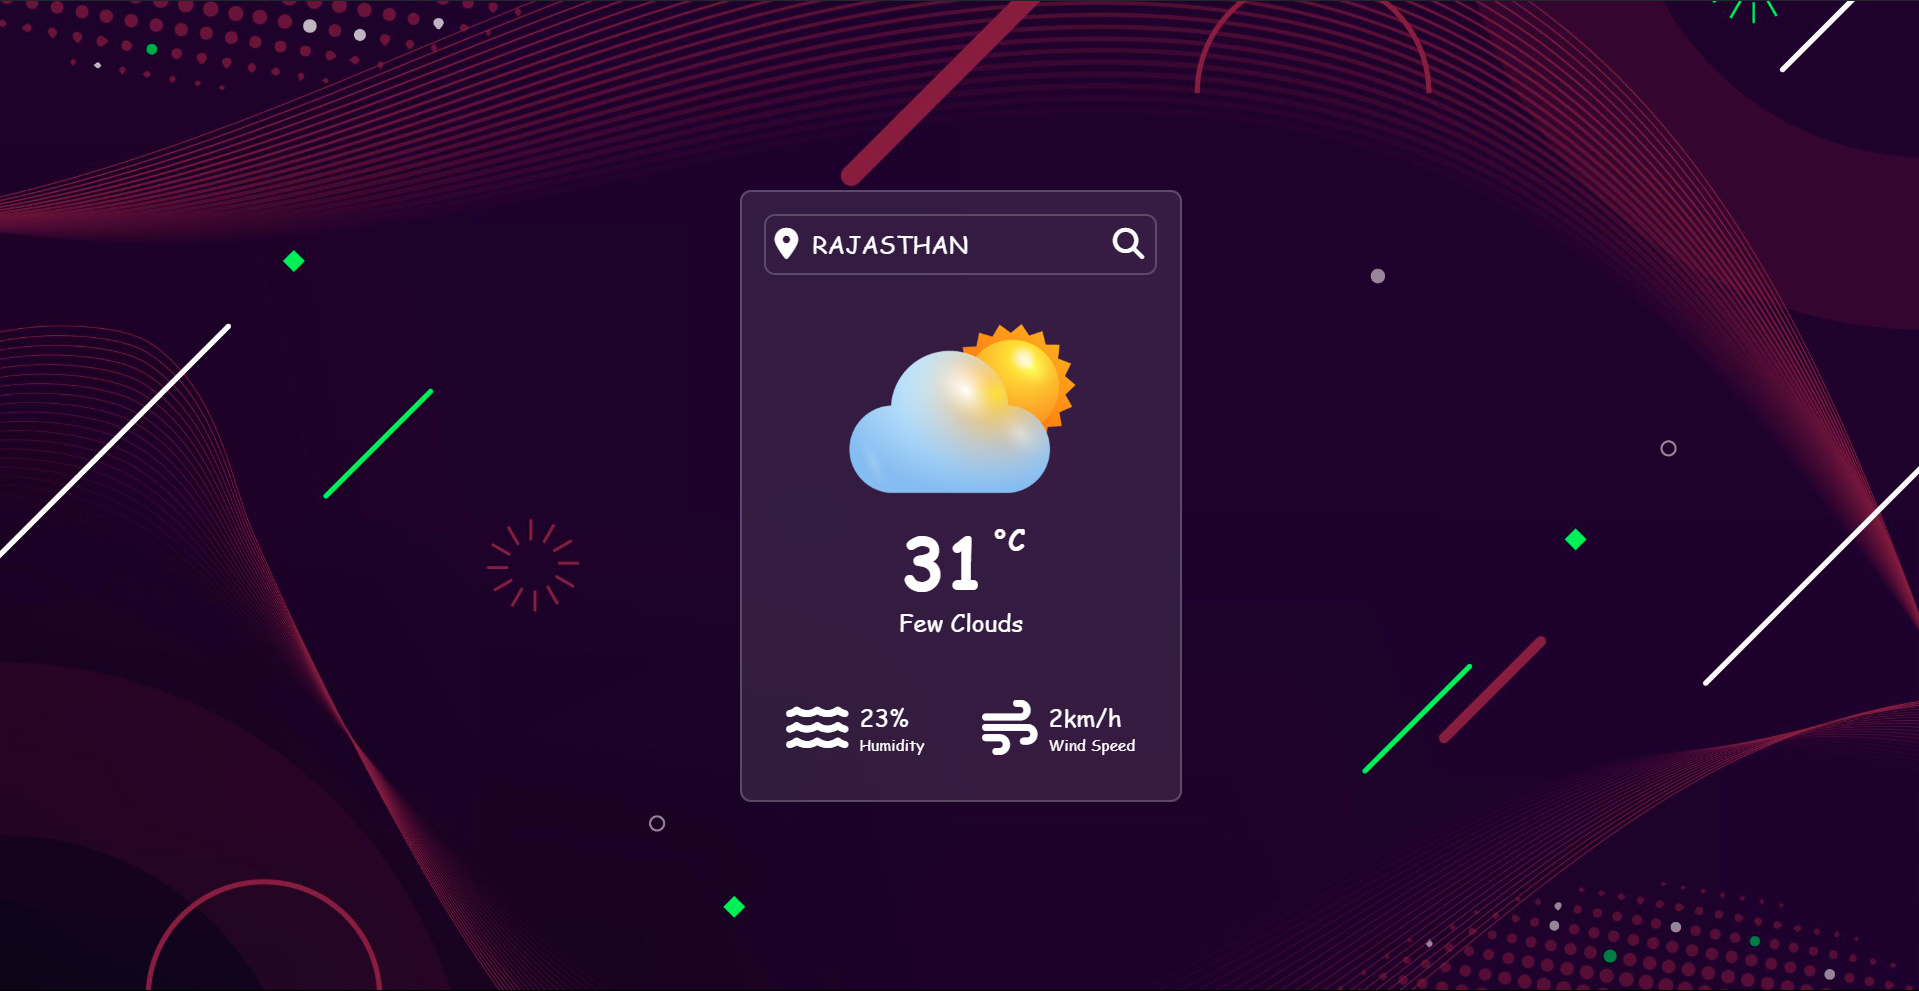 RAJASTHAN
31 °C
Few Clouds
23%
Humidity
2km/h
Wind Speed